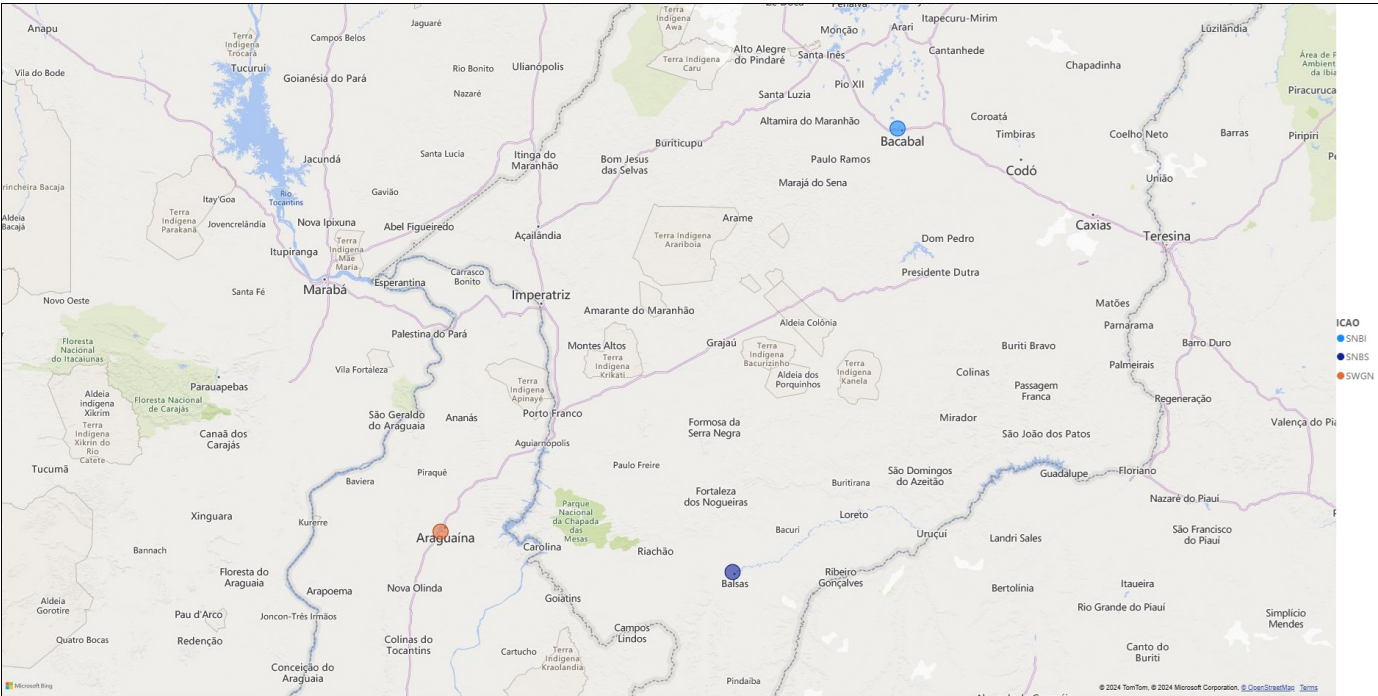 Terra
Indígena
Awa
Lúzilândia
Anapu
Jaguaré
Campos Belos
Terra
Indígena
Trocará
Tucuruí
Goianésia do Pará
Vila do Bode
Rio Bonito
Ulianópolis
Nazaré
Terra Indígena
Caru
Alto Alegre
do Pindaré
Monção
Arari
Itapecuru-Mirim
Santa Inês
Cantanhede
Pio XII
Santa Luzia
Chapadinha
Piracuruca
Altamira do Maranhão
Bacabal
Coroatá
Timbiras
Coelho Neto
Barras
Piripiri
Jacundá
Santa Lucia
Itinga do
Maranhão
Buriticupu
Bom Jesus
das Selvas
Paulo Ramos
Marajá do Sena
Codó
União
Rio
Tocantins
Gavião
Itay'Goa
Terra
Indígena
Parakanã
Jovencrelândia
Nova Ipixuna
Abel Figueiredo
Açailândia
Arame
Terra Indígena
Arariboia
Dom Pedro
Caxias
Teresina
Aldeia
Bacajá
Itupiranga
Terra
Indígena
Mãe
Maria
Marabá
Esperantina
Carrasco
Bonito
Presidente Dutra
Santa Fé
Novo Oeste
Imperatriz
Amarante do Maranhão
Matões
Parnarama
Palestina do Pará
Aldeia Colônia
Floresta
Nacional
do Itacaiunas
Montes Altos
Terra
Indígena
Krikati
Grajaú
Terra
Indígena
Bacurizinho
Aldeia dos
Porquinhos
Terra
Indígena
Kanela
Buriti Bravo
Barro Duro
Palmeirais
Colinas
Vila Fortaleza
Parauapebas
Terra
Indígena
Apinayé
Passagem
Franca
Regeneração
Aldeia
indígena
Xikrim
Floresta Nacional
de Carajás
Terra
Indígena
Xikrin do
Rio
Catete
São Geraldo
do Araguaia
Ananás
Porto Franco
Formosa da
Serra Negra
Mirador
São João dos Patos
Canaã dos
Carajás
Aguiarnópolis
Tucumã
Piraquê
Baviera
Paulo Freire
Fortaleza
dos Nogueiras
Buritirana
São Domingos
do Azeitão
Guadalupe
Floriano
Nazaré do Piauí
Xinguara
Kurerre
Parque
Nacional
da Chapada
das
Mesas
Loreto
Bacuri
Uruçuí
Landri Sales
São Francisco
do Piauí
Bannach
Araguaína
Carolina
Riachão
Floresta do
Araguaia
Arapoema
Nova Olinda
Balsas
Ribeiro
Gonçalves
Bertolínia
Itaueira
Goiatins
Rio Grande do Piauí
Simplício
Mendes
Aldeia
Gorotire
Pau d'Arco
Joncon-Três Irmãos
Quatro Bocas
Redenção
Colinas do
Tocantins
Campos
Lindos
Cartucho
Terra
Indígena
Kraolandia
Canto do
Buriti
Conceição do
Araguaia
Pindaíba
ICAO
SNBI
SNBS
SWGN
Microsoft Bing
© 2024 TomTom, © 2024 Microsoft Corporation, © OpenStreetMap Terms